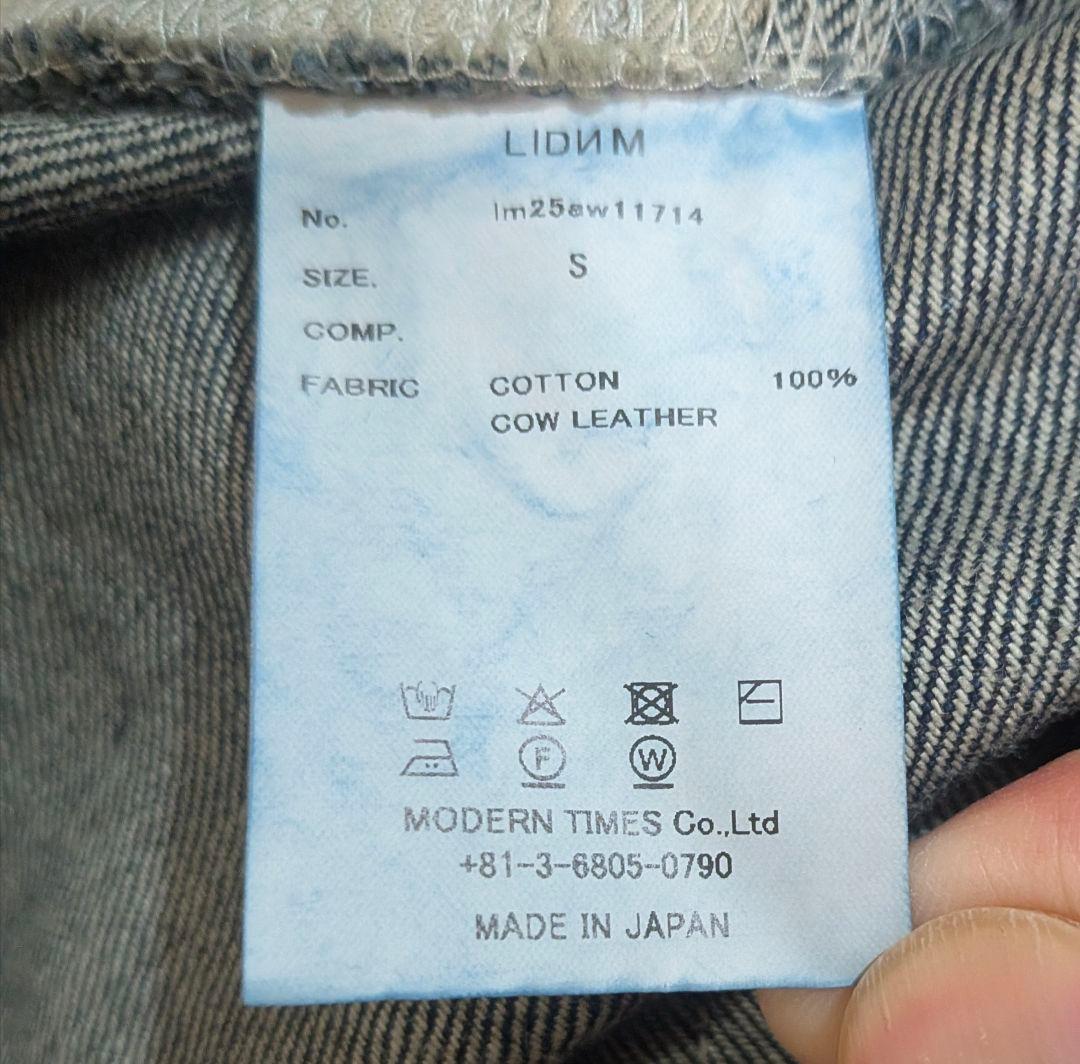 LIDИM
No. lm25aw11714
SIZE. S
COMP.
FABRIC COTTON 100%
COW LEATHER
F W
MODERN TIMES Co.,Ltd
+81-3-6805-0790
MADE IN JAPAN